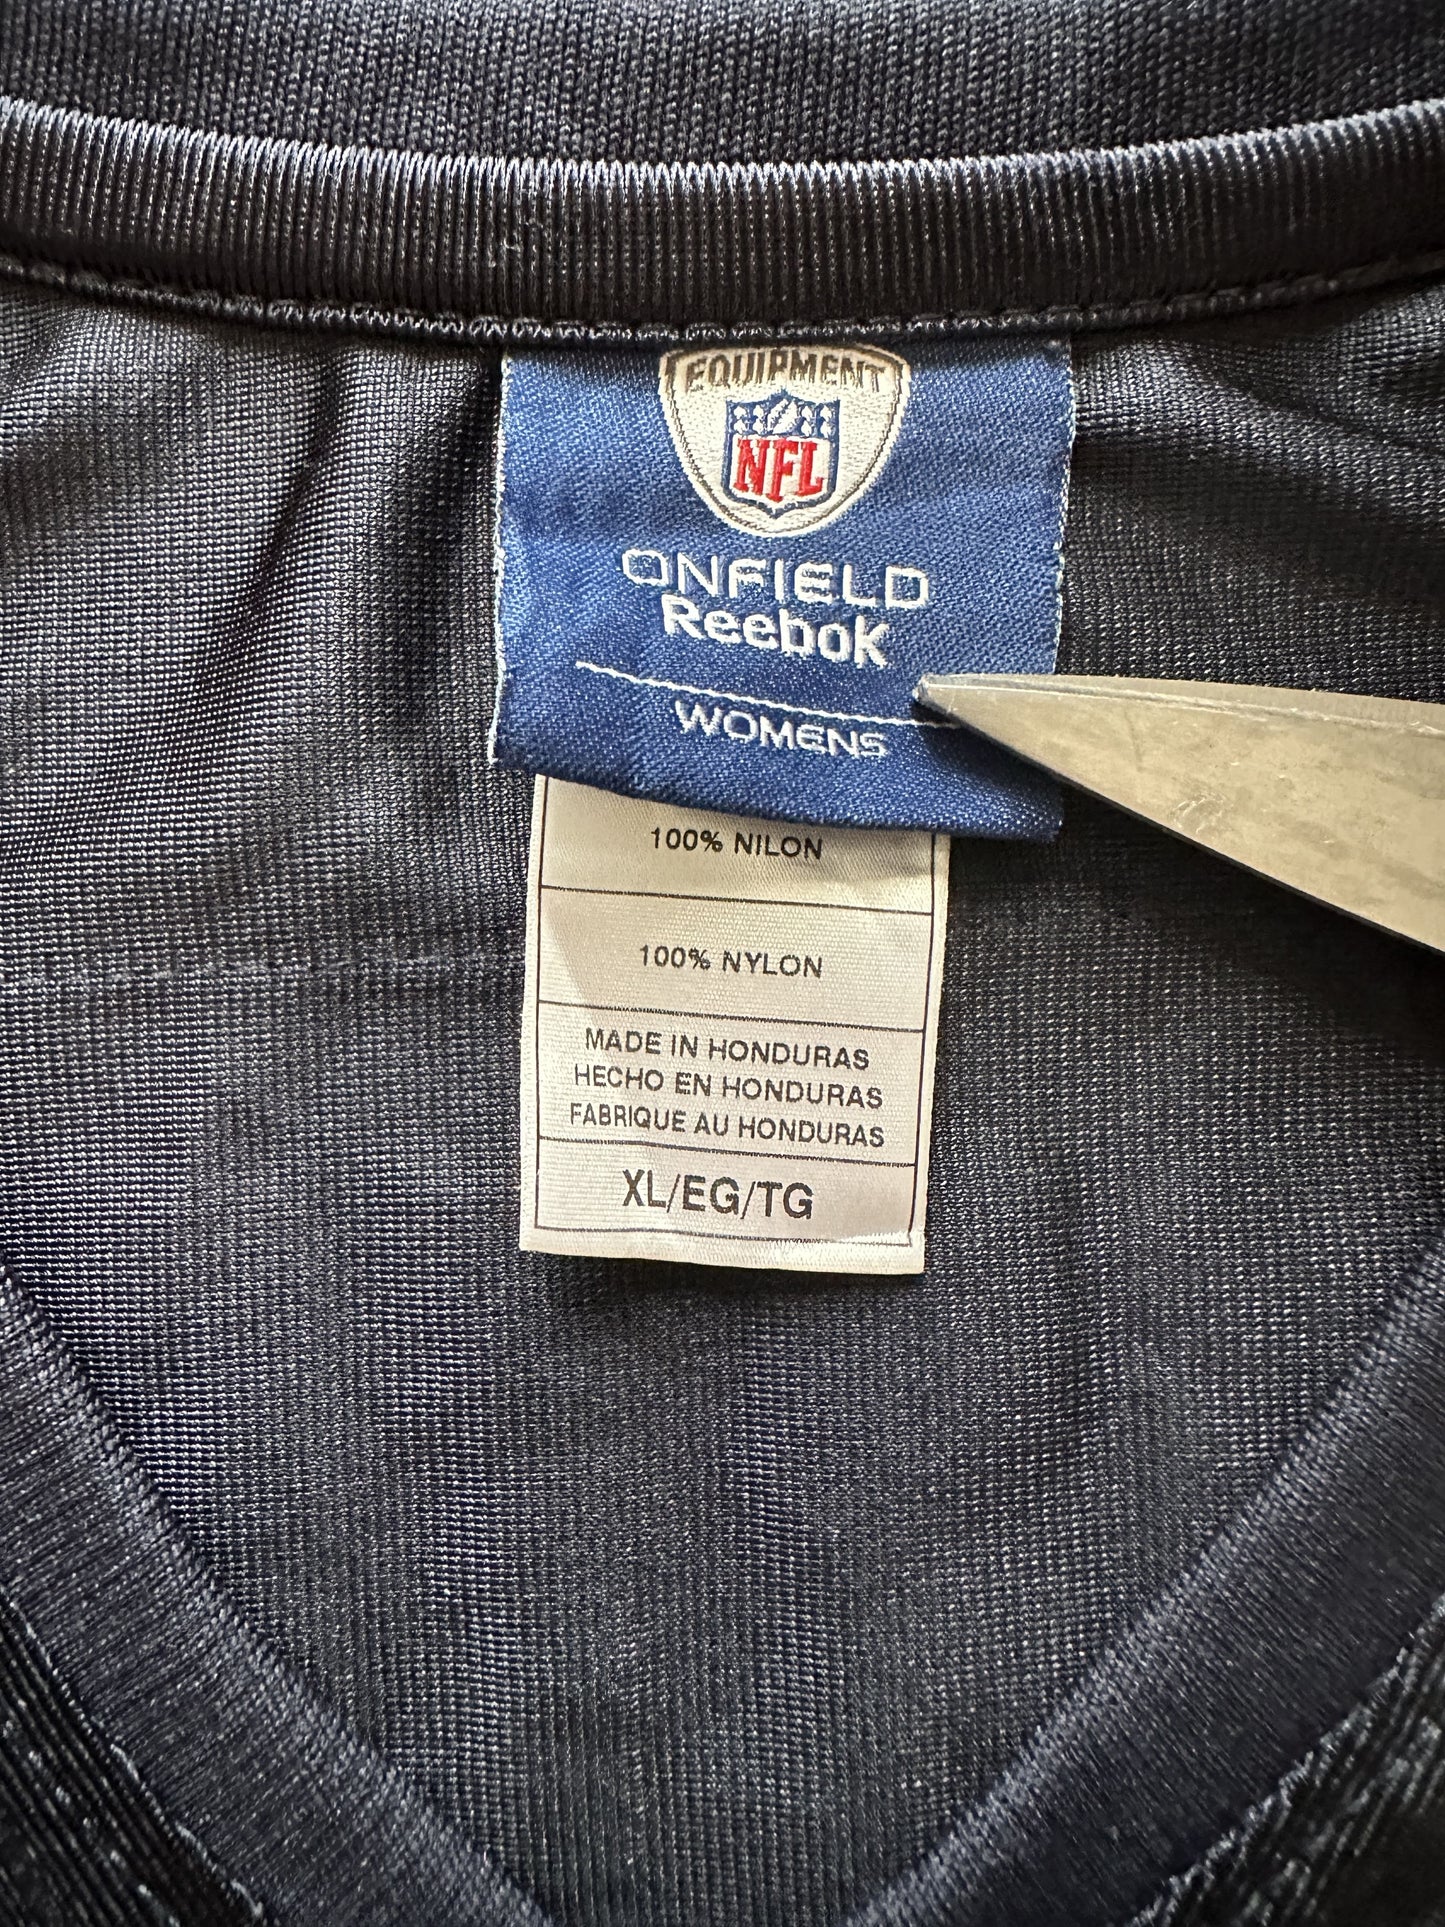 EQUIPMENT
NFL
ONFIELD
Reebok
WOMENS
100% NILON
100% NYLON
MADE IN HONDURAS
HECHO EN HONDURAS
FABRIQUE AU HONDURAS
XL/EG/TG